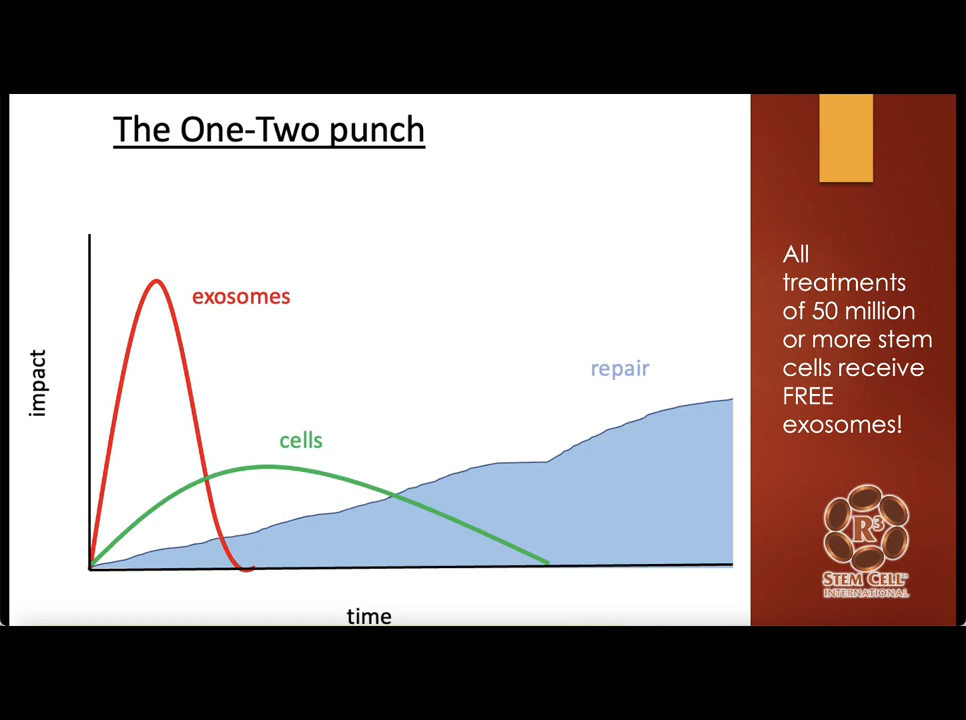 The One-Two punch
exosomes
repair
cells
impact
time
All
treatments
of 50 million
or more stem
cells receive
FREE
exosomes!
R3
STEM CELL
INTERNATIONAL